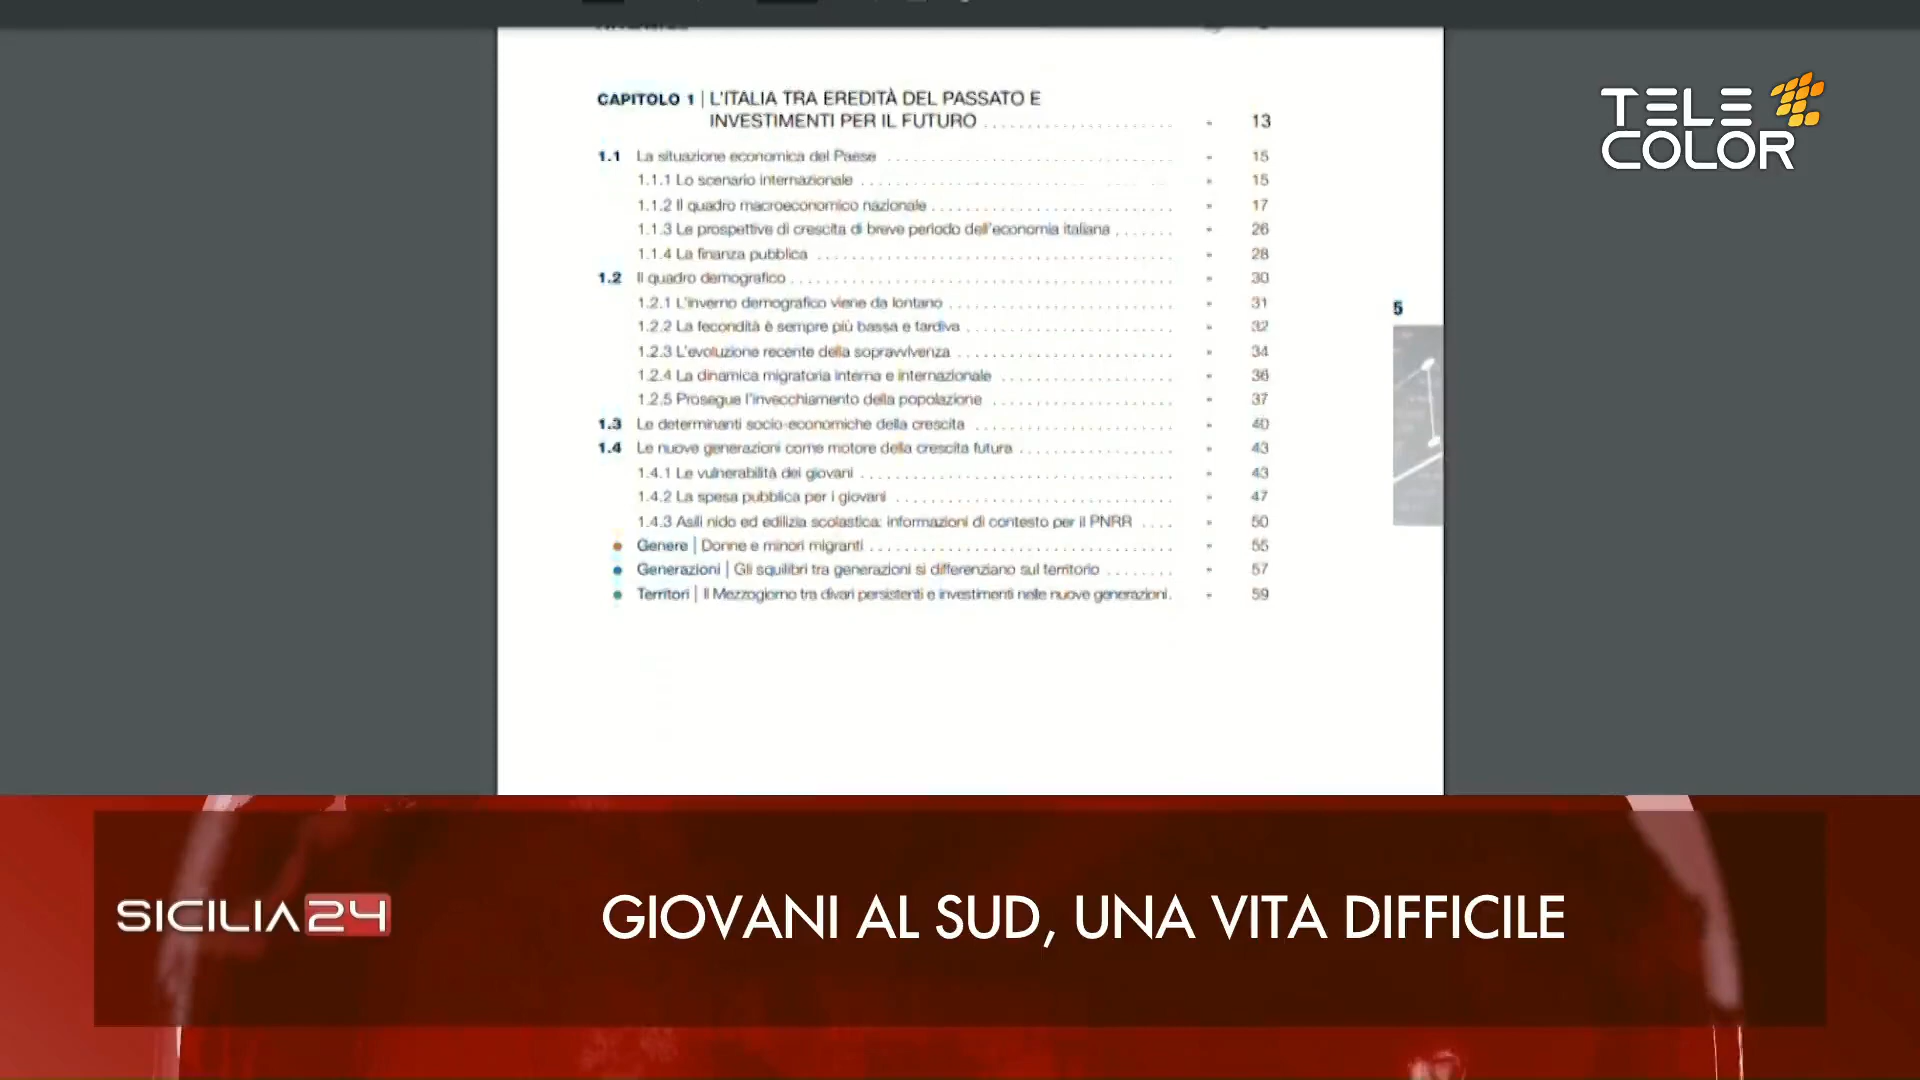 CAPITOLO 1 | L'ITALIA TRA EREDITÀ DEL PASSATO E
INVESTIMENTI PER IL FUTURO .................... » 13
1.1 La situazione economica del Paese .................... » 15
1.1.1 Lo scenario internazionale .................... » 15
1.1.2 Il quadro macroeconomico nazionale .................... » 17
1.1.3 Le prospettive di crescita di breve periodo dell'economia italiana ....... » 26
1.1.4 La finanza pubblica .................... » 28
1.2 Il quadro demografico .................... » 30
1.2.1 L'inverno demografico viene da lontano .................... » 31
1.2.2 La fecondità è sempre più bassa e tardiva .................... » 32
1.2.3 L'evoluzione recente della sopravvivenza .................... » 34
1.2.4 La dinamica migratoria interna e internazionale .................... » 36
1.2.5 Prosegue l'invecchiamento della popolazione .................... » 37
1.3 Le determinanti socio-economiche della crescita .................... » 40
1.4 Le nuove generazioni come motore della crescita futura .................... » 43
1.4.1 Le vulnerabilità dei giovani .................... » 43
1.4.2 La spesa pubblica per i giovani .................... » 47
1.4.3 Asili nido ed edilizia scolastica: informazioni di contesto per il PNRR .... » 50
• Genere | Donne e minori migranti .................... » 55
• Generazioni | Gli squilibri tra generazioni si differenziano sul territorio ........ » 57
• Territori | Il Mezzogiorno tra divari persistenti e investimenti nelle nuove generazioni. » 59
5
TELE
COLOR
SICILIA24
GIOVANI AL SUD, UNA VITA DIFFICILE